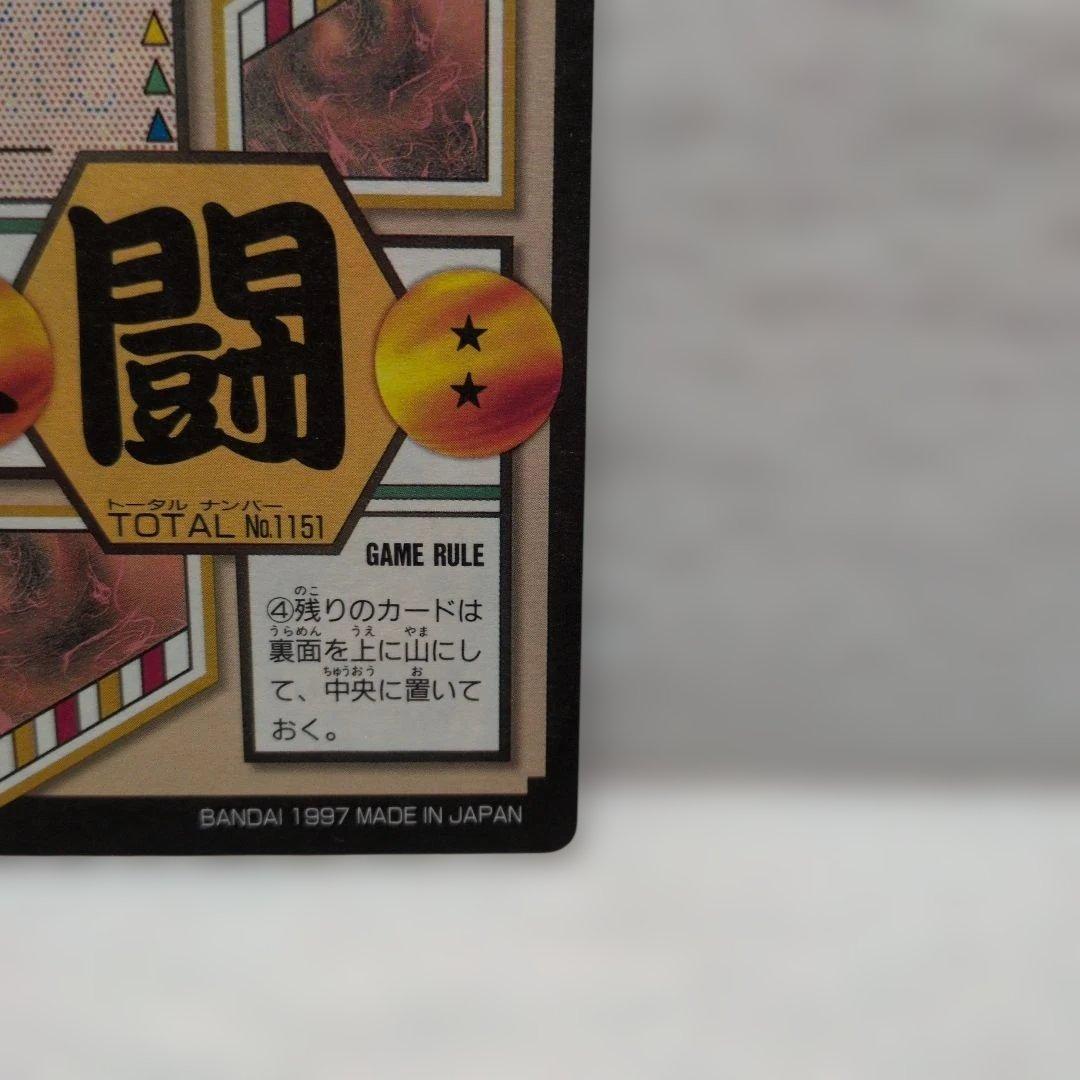 闘
トータル ナンバー
TOTAL No.1151
GAME RULE
のこ
④残りのカードは
うらめん うえ やま
裏面を上に山にし
ちゅうおう お
て、中央に置いて
おく。
BANDAI 1997 MADE IN JAPAN